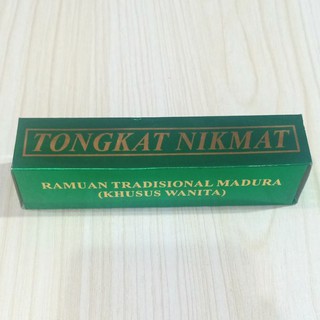 TONGKAT NIKMAT
RAMUAN TRADISIONAL MADURA
(KHUSUS WANITA)